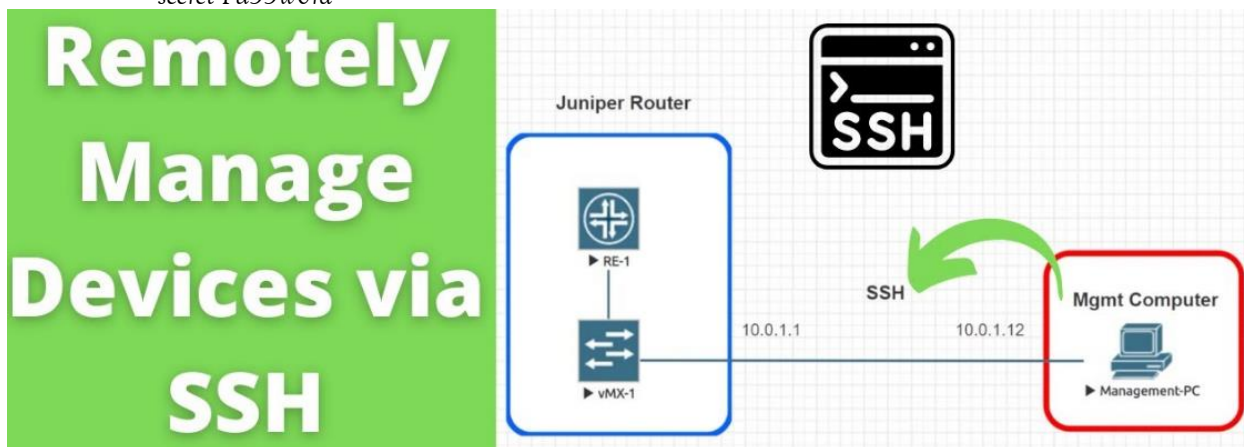 Remotely
Manage
Devices via
SSH
Juniper Router
>_
SSH
RE-1
vMX-1
10.0.1.1
SSH
10.0.1.12
Mgmt Computer
Management-PC